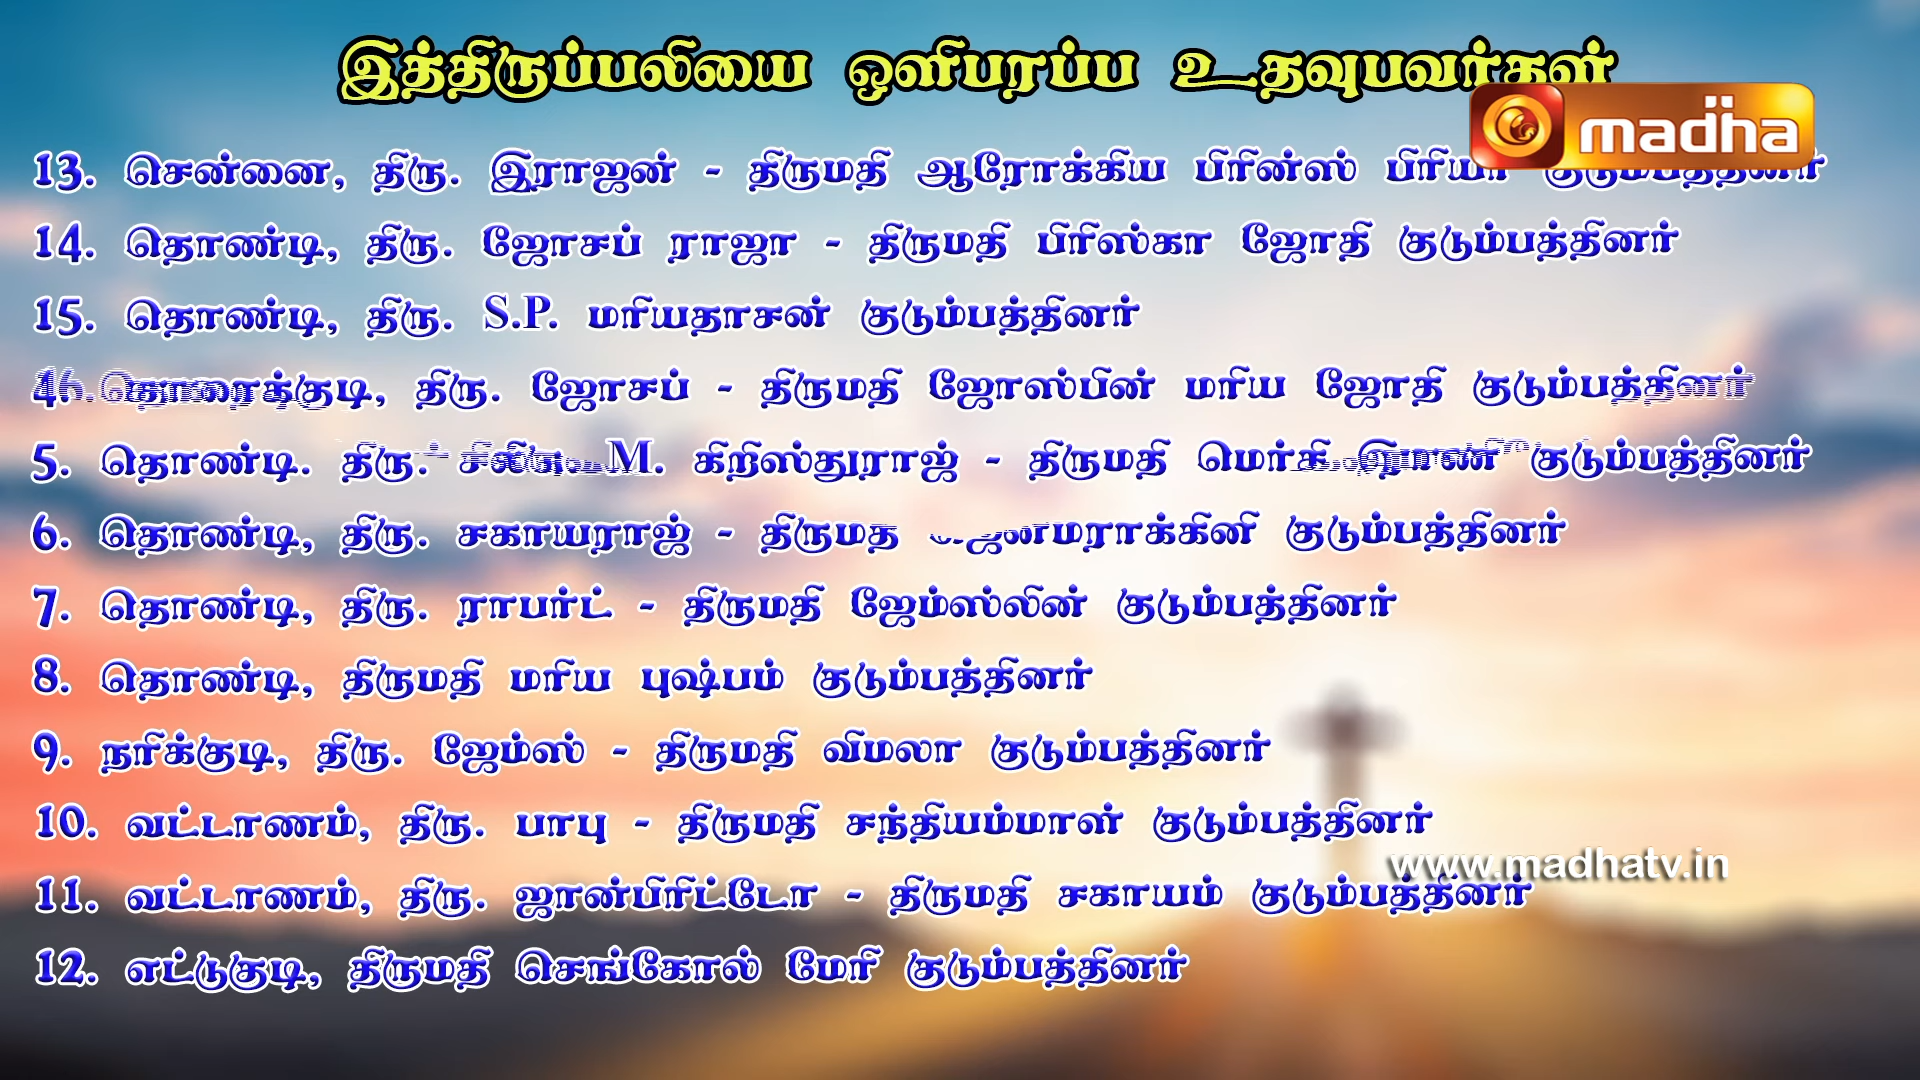 இத்திருப்பலியை ஒளிபரப்ப உதவுபவர்கள்
madha
13. சென்னை, திரு. இராஜன் - திருமதி ஆரோக்கிய பிரின்ஸ் பிரியா குடும்பத்தினர்
14. தொண்டி, திரு. ஜோசப் ராஜா - திருமதி பிரிஸ்கா ஜோதி குடும்பத்தினர்
15. தொண்டி, திரு. S.P. மரியதாசன் குடும்பத்தினர்
திரு. ஜோசப் - திருமதி ஜோஸ்பின் மரிய ஜோதி குடும்பத்தினர்
5. தொண்டி. திரு. M. கிறிஸ்துராஜ் - திருமதி குடும்பத்தினர்
6. தொண்டி, திரு. சகாயராஜ் - திருமதி குடும்பத்தினர்
7. தொண்டி, திரு. ராபர்ட் - திருமதி ஜேம்ஸ்லின் குடும்பத்தினர்
8. தொண்டி, திருமதி மரிய புஷ்பம் குடும்பத்தினர்
9. நரிக்குடி, திரு. ஜேம்ஸ் - திருமதி விமலா குடும்பத்தினர்
10. வட்டாணம், திரு. பாபு - திருமதி சந்தியம்மாள் குடும்பத்தினர்
www.madhatv.in
11. வட்டாணம், திரு. ஜான்பிரிட்டோ - திருமதி சகாயம் குடும்பத்தினர்
12. எட்டுகுடி, திருமதி செங்கோல் மேரி குடும்பத்தினர்